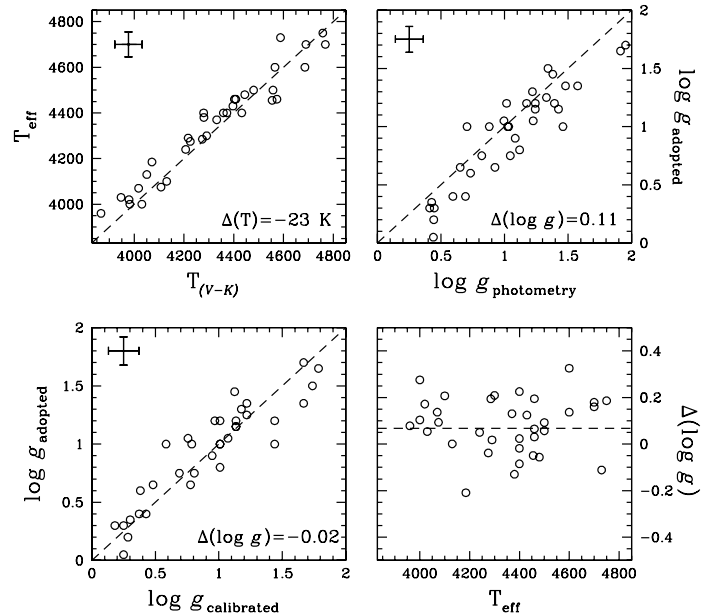 4800
4600
4400
4200
4000
T_eff
4000 4200 4400 4600 4800
T_(V−K)
Δ(T)=−23 K
2
1.5
1
0.5
0
log g_adopted
0 0.5 1 1.5 2
log g_photometry
Δ(log g)=0.11
2
1.5
1
0.5
0
log g_adopted
0 0.5 1 1.5 2
log g_calibrated
Δ(log g)=−0.02
0.4
0.2
0
−0.2
−0.4
Δ(log g)
4000 4200 4400 4600 4800
T_eff